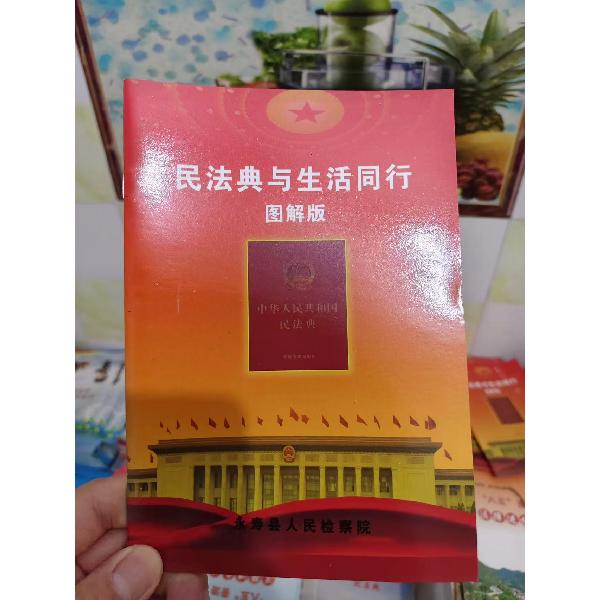 民法典与生活同行
图解版
中华人民共和国
民法典
永寿县人民检察院